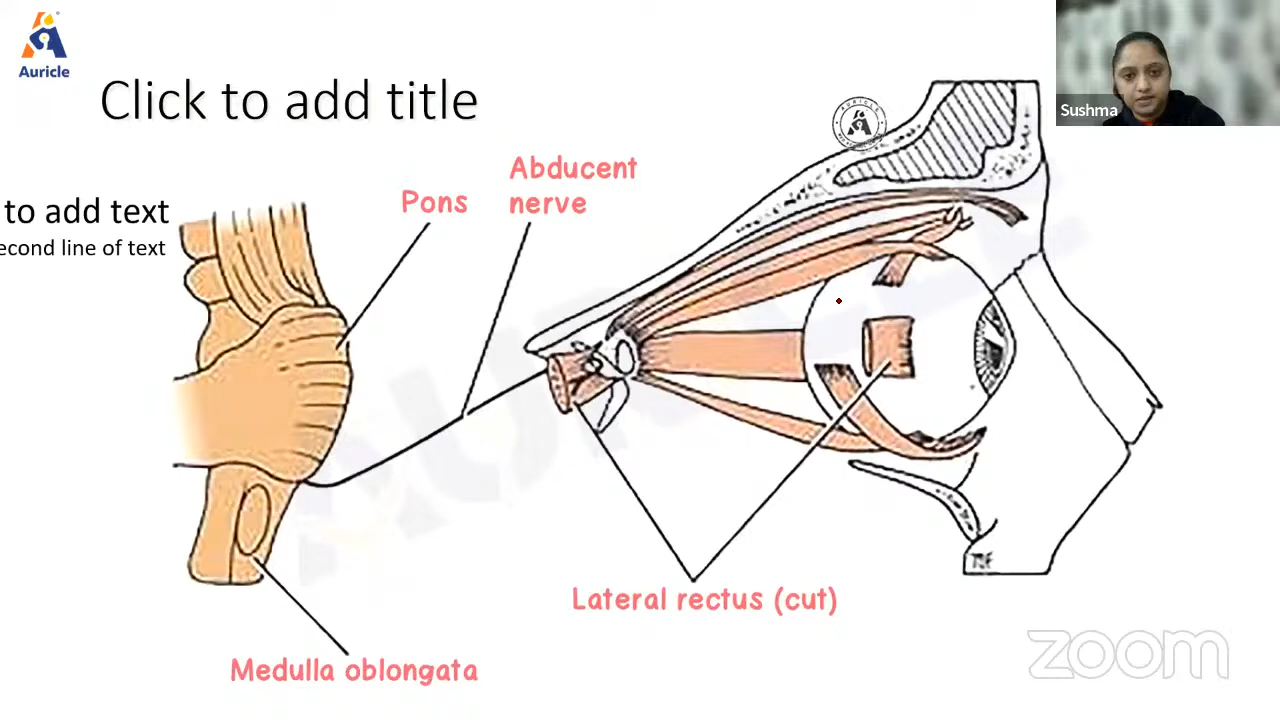 Auricle
Click to add title
Sushma
Abducent
nerve
Pons
to add text
econd line of text
Lateral rectus (cut)
Medulla oblongata
zoom